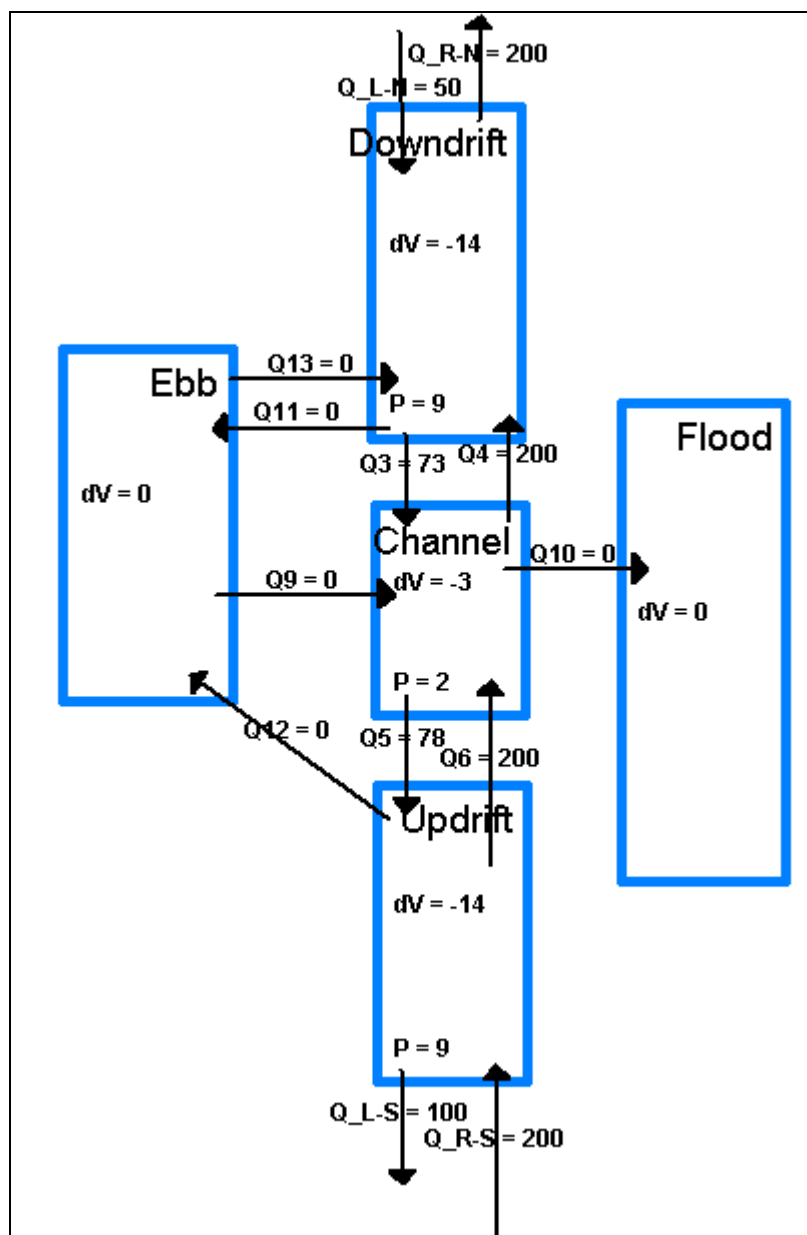 Q_R-N = 200
Q_L-N = 50
Downdrift
dV = -14
Q13 = 0
Ebb
P = 9
Q11 = 0
Flood
Q3 = 73
Q4 = 200
dV = 0
Channel
Q10 = 0
Q9 = 0
dV = -3
dV = 0
P = 2
Q12 = 0
Q5 = 78
Q6 = 200
Updrift
dV = -14
P = 9
Q_L-S = 100
Q_R-S = 200